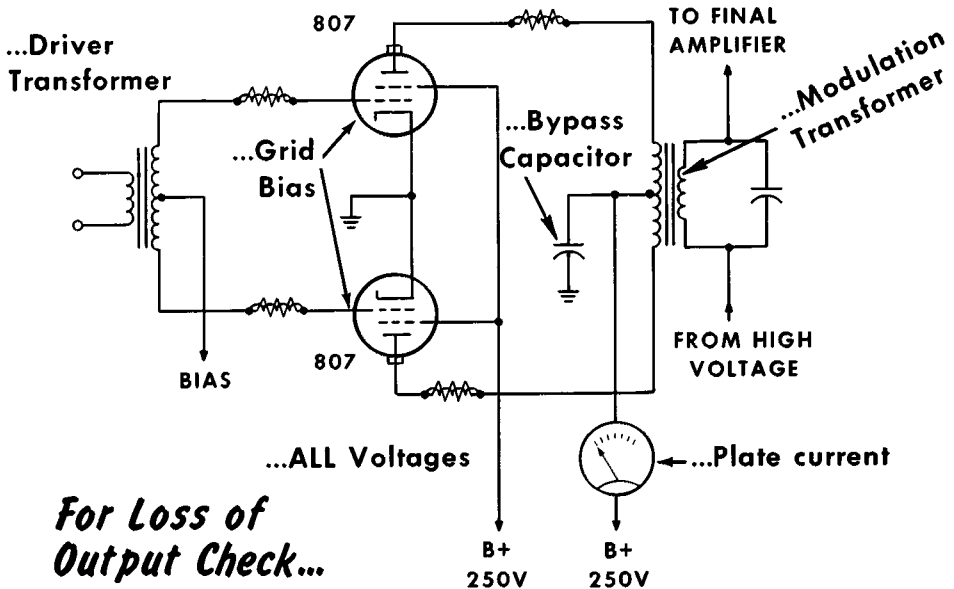 807
TO FINAL
AMPLIFIER
...Driver
Transformer
...Modulation
Transformer
...Grid
Bias
...Bypass
Capacitor
BIAS
807
FROM HIGH
VOLTAGE
...ALL Voltages
...Plate current
For Loss of
Output Check...
B+
250V
B+
250V